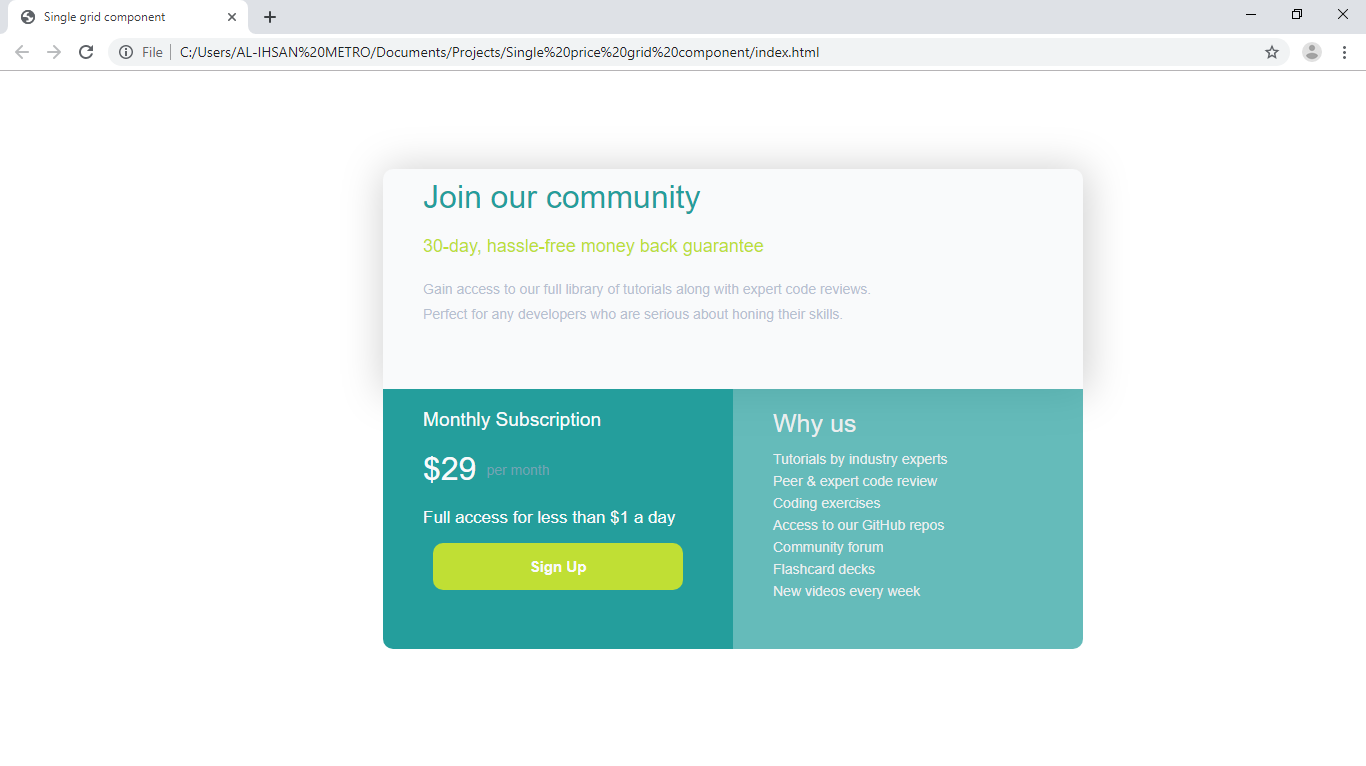 Single grid component
File
C:/Users/AL-IHSAN%20METRO/Documents/Projects/Single%20price%20grid%20component/index.html
Join our community
30-day, hassle-free money back guarantee
Gain access to our full library of tutorials along with expert code reviews.
Perfect for any developers who are serious about honing their skills.
Monthly Subscription
$29 per month
Full access for less than $1 a day
Sign Up
Why us
Tutorials by industry experts
Peer & expert code review
Coding exercises
Access to our GitHub repos
Community forum
Flashcard decks
New videos every week